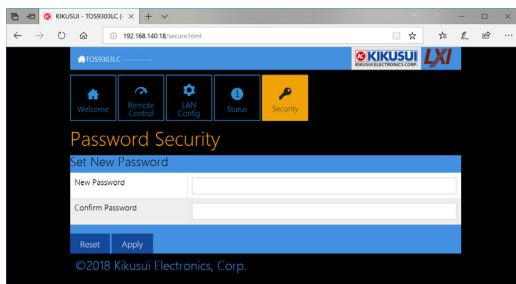 KIKUSUI - TOS9303LC (-
192.168.140.18/secure.html
TOS9303LC -----------
KIKUSUI
KIKUSUI ELECTRONICS CORP.
LXI
Welcome
Remote Control
LAN Config
Status
Security
Password Security
Set New Password
New Password
Confirm Password
Reset
Apply
©2018 Kikusui Electronics, Corp.